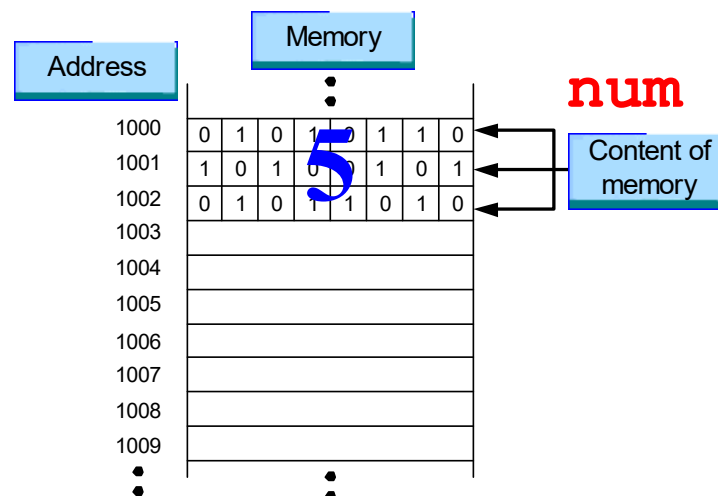 Memory
Address
num
1000 0 1 0 1 0 1 1 0
1001 1 0 1 0 0 1 0 1
1002 0 1 0 1 1 0 1 0
5
Content of
memory
1003
1004
1005
1006
1007
1008
1009